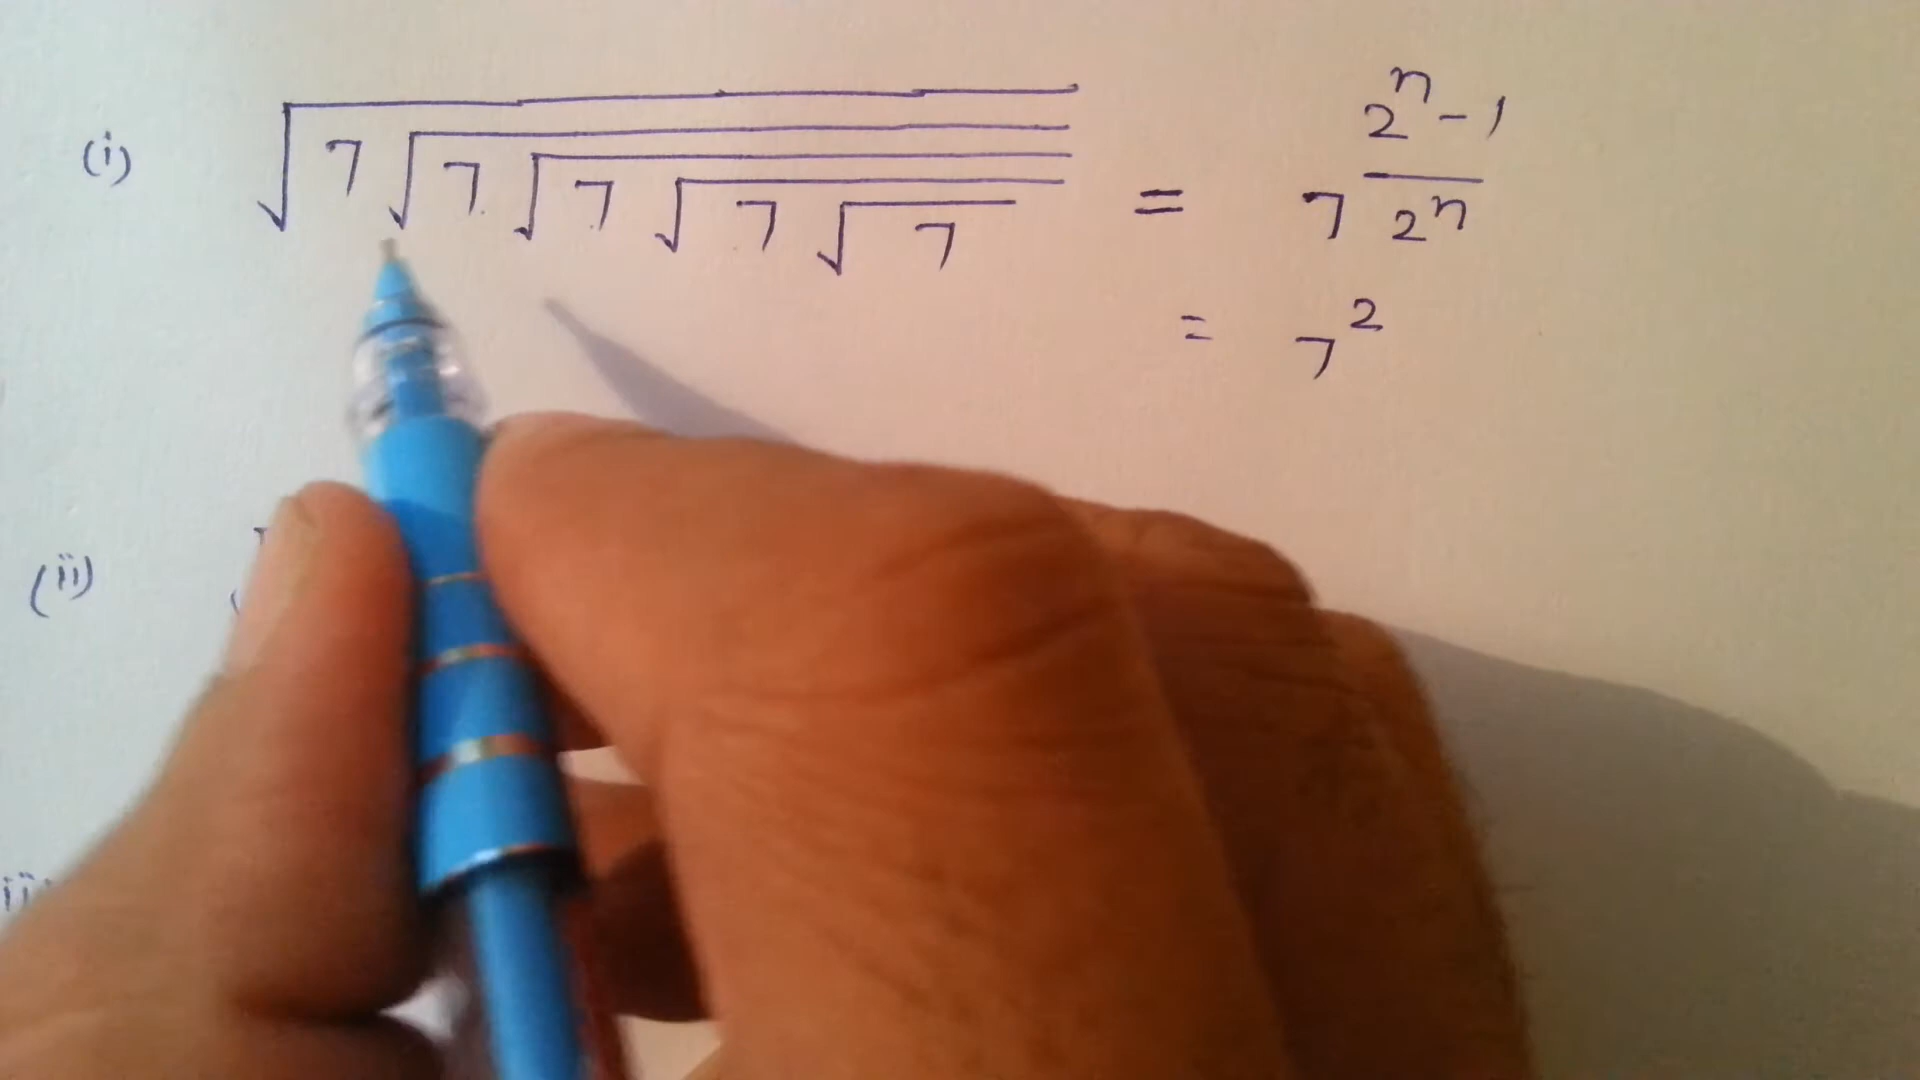 (i) √7√7√7√7√7 = 7^((2^n - 1)/(2^n))
= 7^2
(ii)